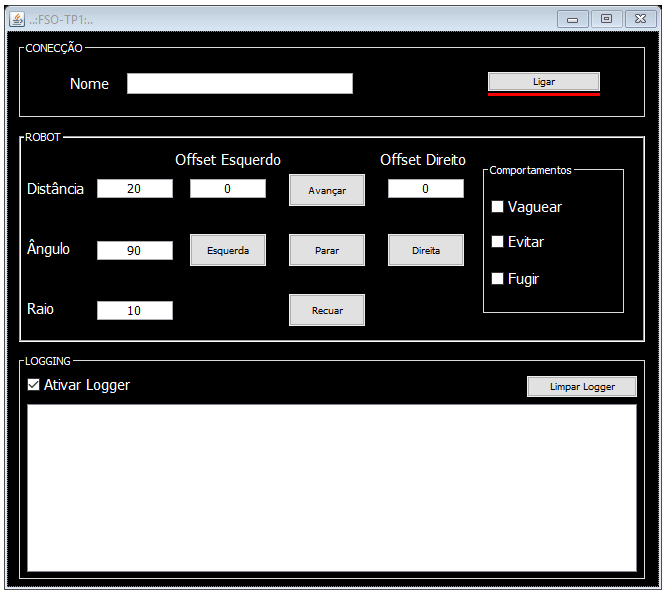 ..:FSO-TP1:..
CONECÇÃO
Nome
Ligar
ROBOT
Offset Esquerdo
Offset Direito
Distância
20
0
Avançar
0
Ângulo
90
Esquerda
Parar
Direita
Raio
10
Recuar
Comportamentos
Vaguear
Evitar
Fugir
LOGGING
Ativar Logger
Limpar Logger